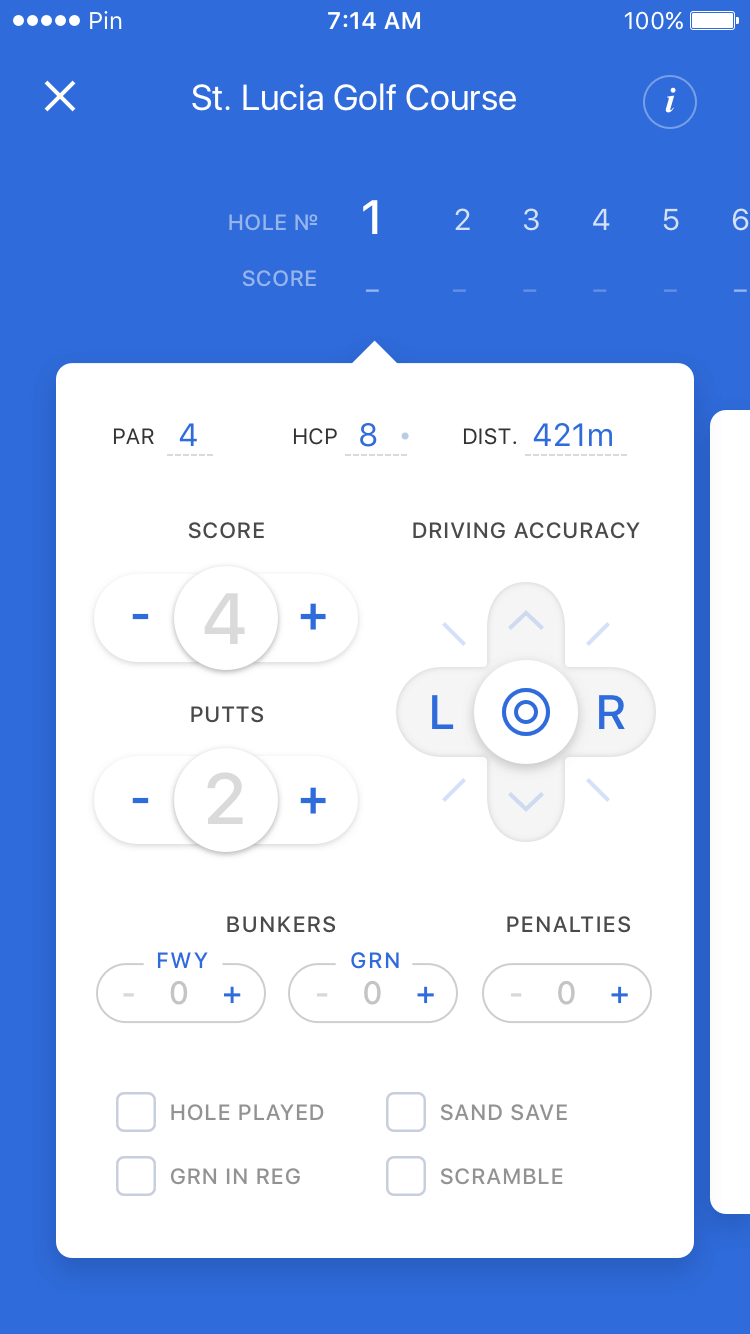 Pin 7:14 AM 100%
St. Lucia Golf Course i
HOLE Nº 1 2 3 4 5 6
SCORE – – – – – –
PAR 4 HCP 8 • DIST. 421m
SCORE DRIVING ACCURACY
- 4 +
L R
PUTTS
- 2 +
BUNKERS PENALTIES
FWY GRN
- 0 + - 0 + - 0 +
HOLE PLAYED SAND SAVE
GRN IN REG SCRAMBLE